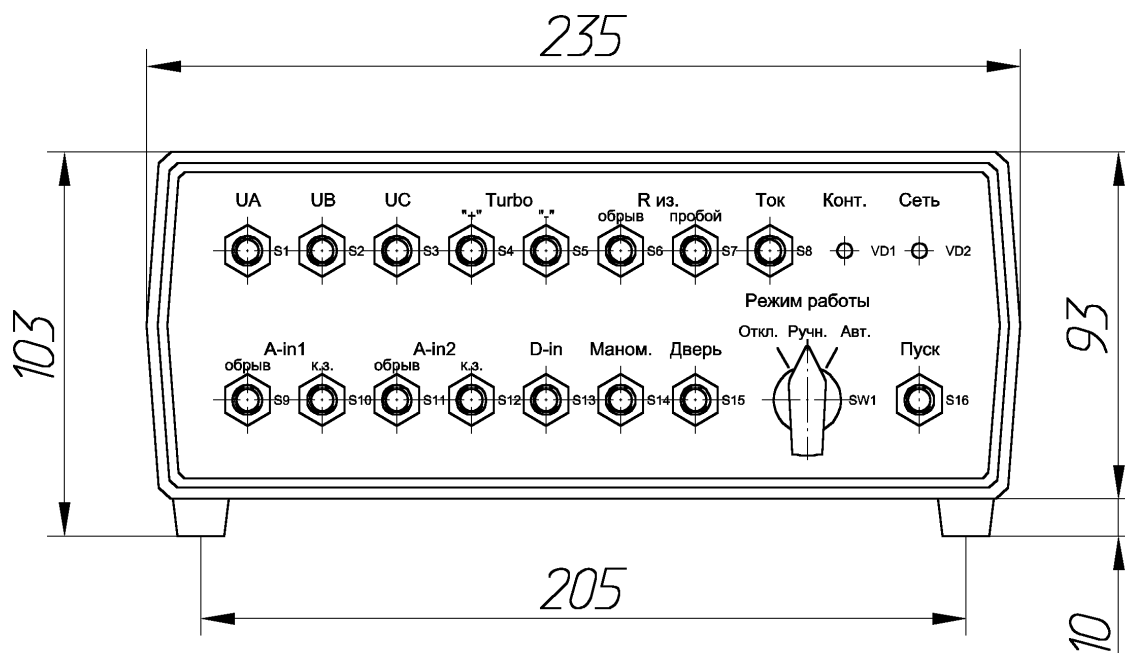 235
UA UB UC Turbo R из. Ток Конт. Сеть
"+" "-" обрыв пробой
S1 S2 S3 S4 S5 S6 S7 S8 VD1 VD2
Режим работы
103
93
Откл. Ручн. Авт.
A-in1 A-in2 D-in Маном. Дверь Пуск
обрыв к.з. обрыв к.з.
S9 S10 S11 S12 S13 S14 S15 SW1 S16
205
10